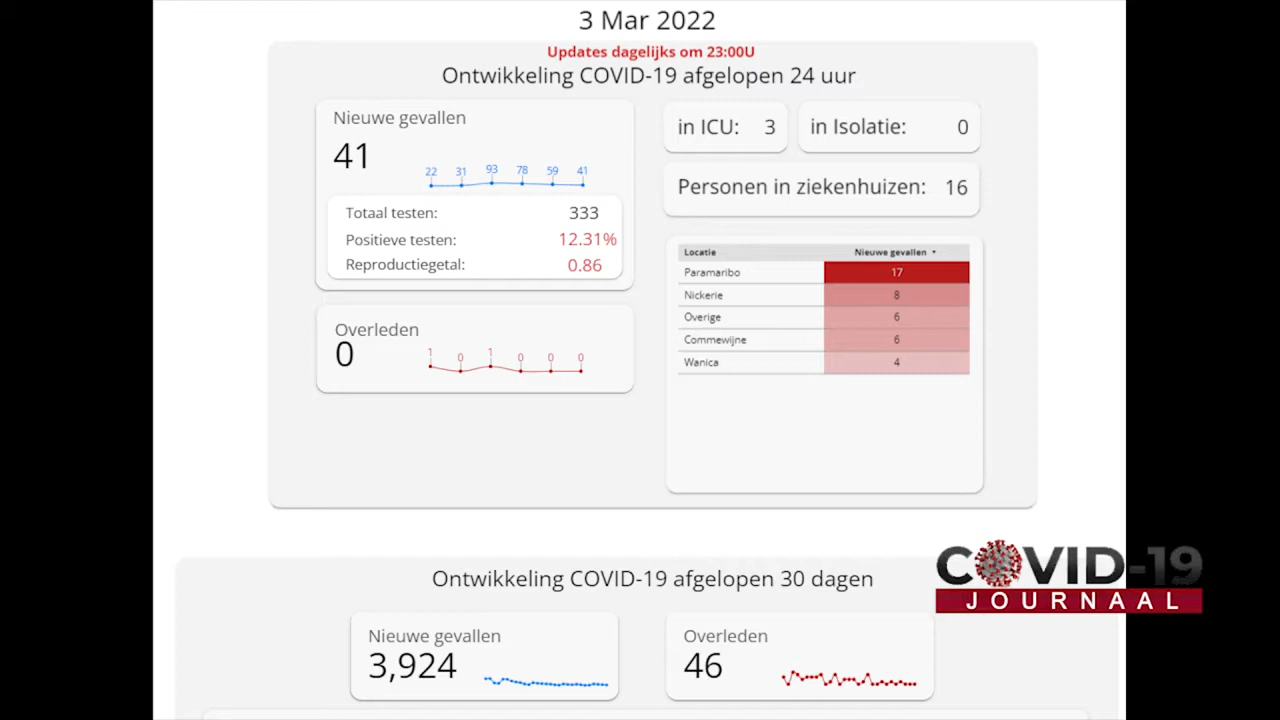 3 Mar 2022
Updates dagelijks om 23:00U
Ontwikkeling COVID-19 afgelopen 24 uur
Nieuwe gevallen
41
22 31 93 78 59 41
Totaal testen: 333
Positieve testen: 12.31%
Reproductiegetal: 0.86
Overleden
0
1 0 1 0 0 0
in ICU: 3
in Isolatie: 0
Personen in ziekenhuizen: 16
Locatie Nieuwe gevallen
Paramaribo 17
Nickerie 8
Overige 6
Commewijne 6
Wanica 4
Ontwikkeling COVID-19 afgelopen 30 dagen
Nieuwe gevallen
3,924
Overleden
46
COVID-19
JOURNAAL